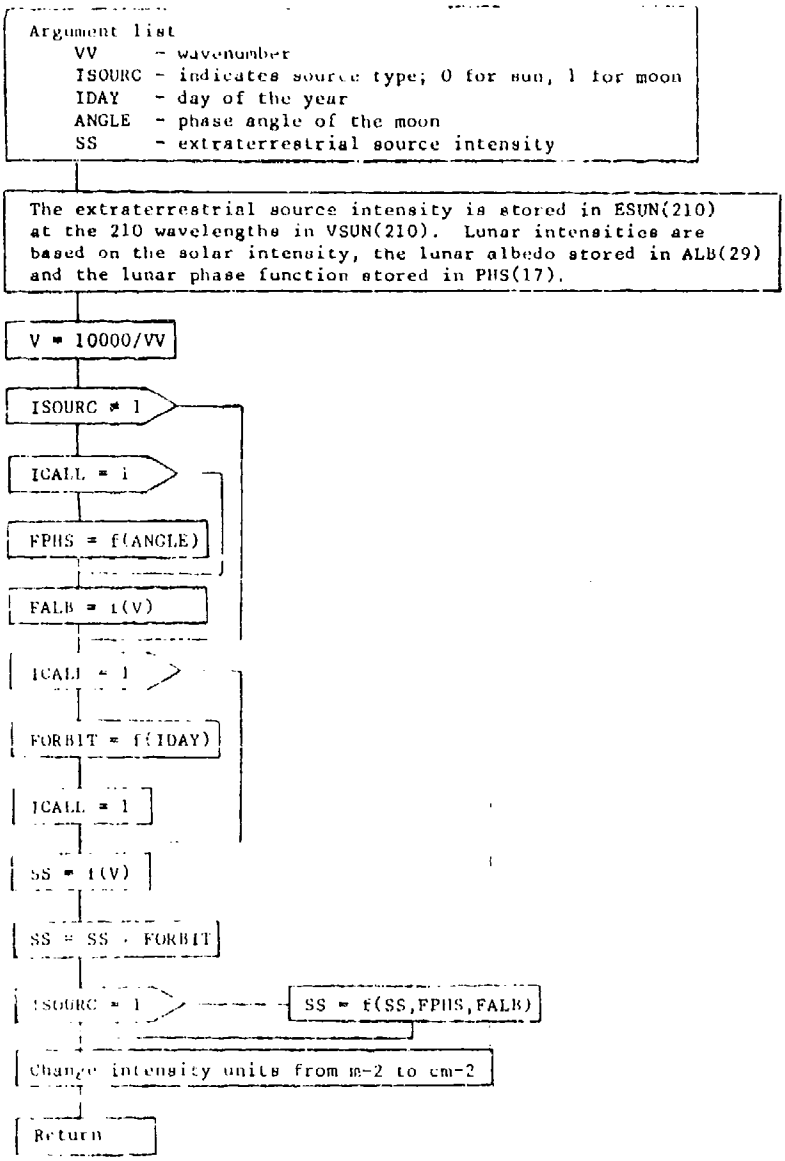 Argument list
VV - wavenumber
ISOURC - indicates source type; 0 for sun, 1 for moon
IDAY - day of the year
ANGLE - phase angle of the moon
SS - extraterrestrial source intensity
The extraterrestrial source intensity is stored in ESUN(210)
at the 210 wavelengths in VSUN(210). Lunar intensities are
based on the solar intensity, the lunar albedo stored in ALB(29)
and the lunar phase function stored in PHS(17).
V = 10000/VV
ISOURC ≠ 1
ICALL = 1
FPHS = f(ANGLE)
FALB = f(V)
ICALL = 1
FORBIT = f(IDAY)
ICALL = 1
SS = f(V)
SS = SS · FORBIT
ISOURC = 1
SS = f(SS,FPHS,FALB)
Change intensity units from m-2 to cm-2
Return